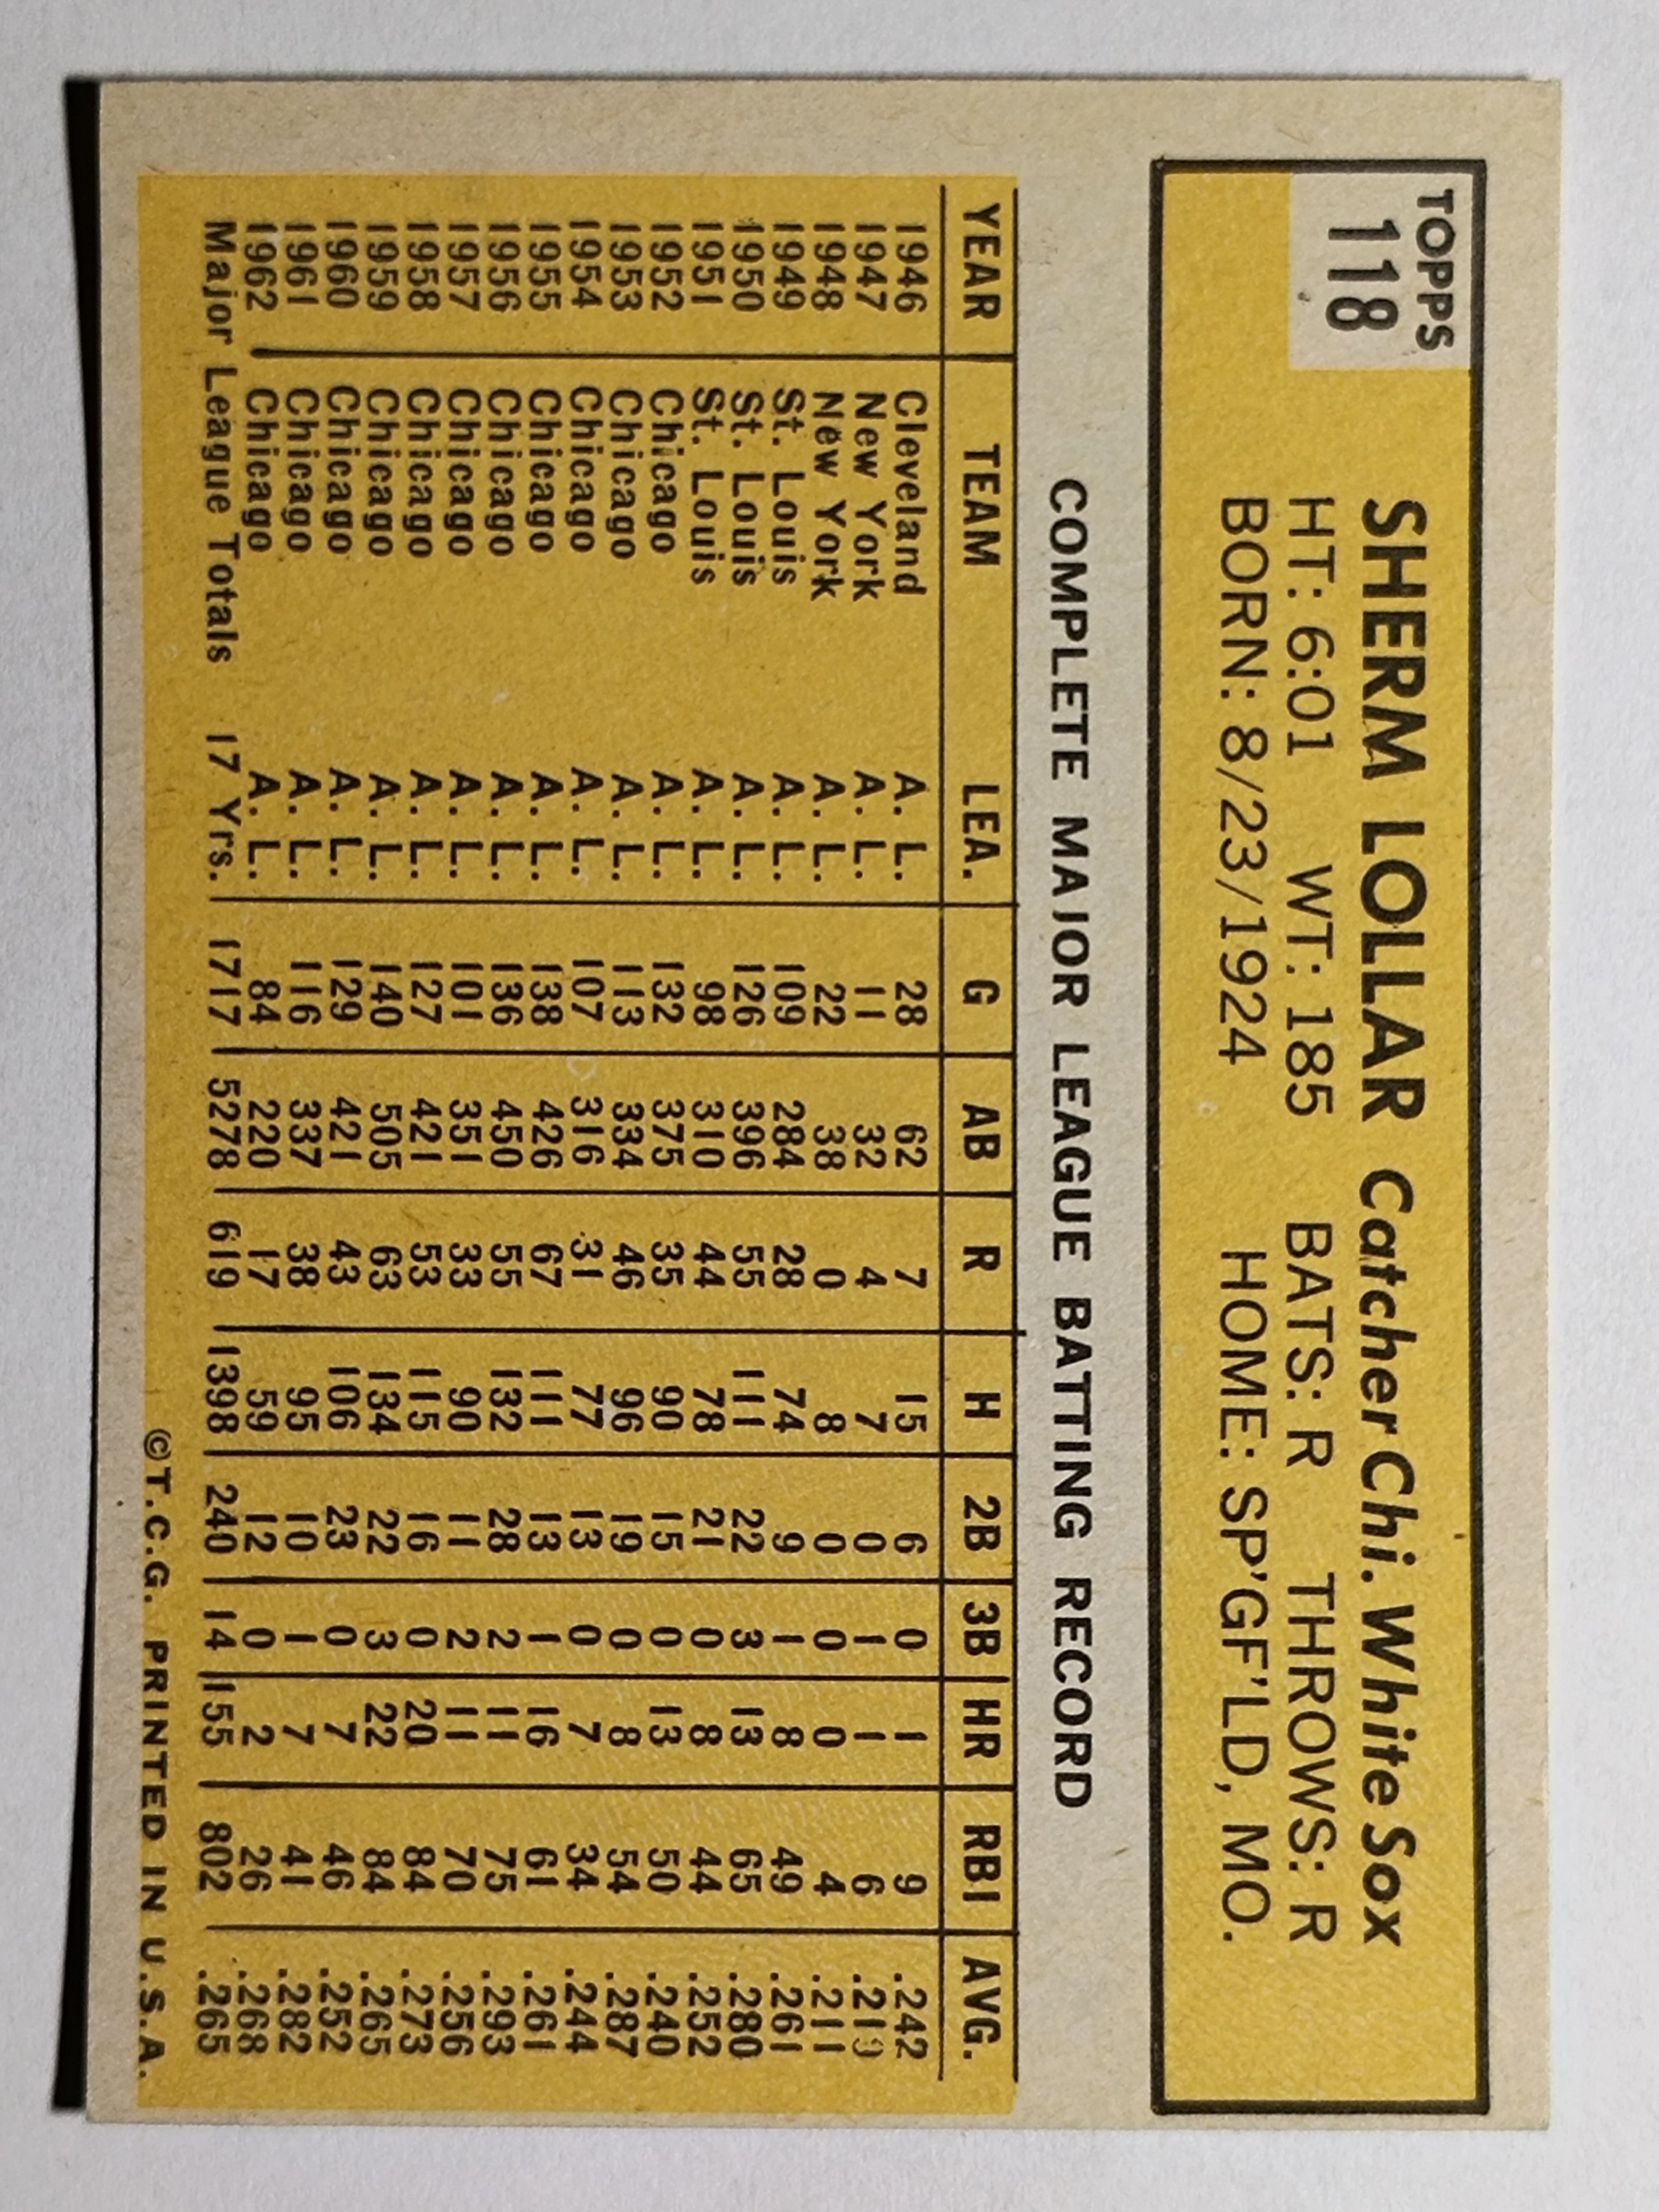 TOPPS
118
SHERM LOLLAR Catcher Chi. White Sox
HT: 6:01 WT: 185 BATS: R THROWS: R
BORN: 8/23/1924 HOME: SP'GF'LD, MO.
COMPLETE MAJOR LEAGUE BATTING RECORD
YEAR TEAM LEA. G AB R H 2B 3B HR RBI AVG.
1946 Cleveland A. L. 28 62 7 15 6 0 1 9 .242
1947 New York A. L. 11 32 4 7 0 1 1 6 .219
1948 New York A. L. 22 38 0 8 0 0 0 4 .211
1949 St. Louis A. L. 109 284 28 74 9 1 8 49 .261
1950 St. Louis A. L. 126 396 55 111 22 3 13 65 .280
1951 St. Louis A. L. 98 310 44 78 21 0 8 44 .252
1952 Chicago A. L. 132 375 35 90 15 0 13 50 .240
1953 Chicago A. L. 113 334 46 96 19 0 8 54 .287
1954 Chicago A. L. 107 316 31 77 13 0 7 34 .244
1955 Chicago A. L. 138 426 67 111 13 1 16 61 .261
1956 Chicago A. L. 136 450 55 132 28 2 11 75 .293
1957 Chicago A. L. 101 351 33 90 11 2 11 70 .256
1958 Chicago A. L. 127 421 53 115 16 0 20 84 .273
1959 Chicago A. L. 140 505 63 134 22 3 22 84 .265
1960 Chicago A. L. 129 421 43 106 23 0 7 46 .252
1961 Chicago A. L. 116 337 38 95 10 1 7 41 .282
1962 Chicago A. L. 84 220 17 59 12 0 2 26 .268
Major League Totals 17 Yrs. 1717 5278 619 1398 240 14 155 802 .265
©T.C.G. PRINTED IN U.S.A.